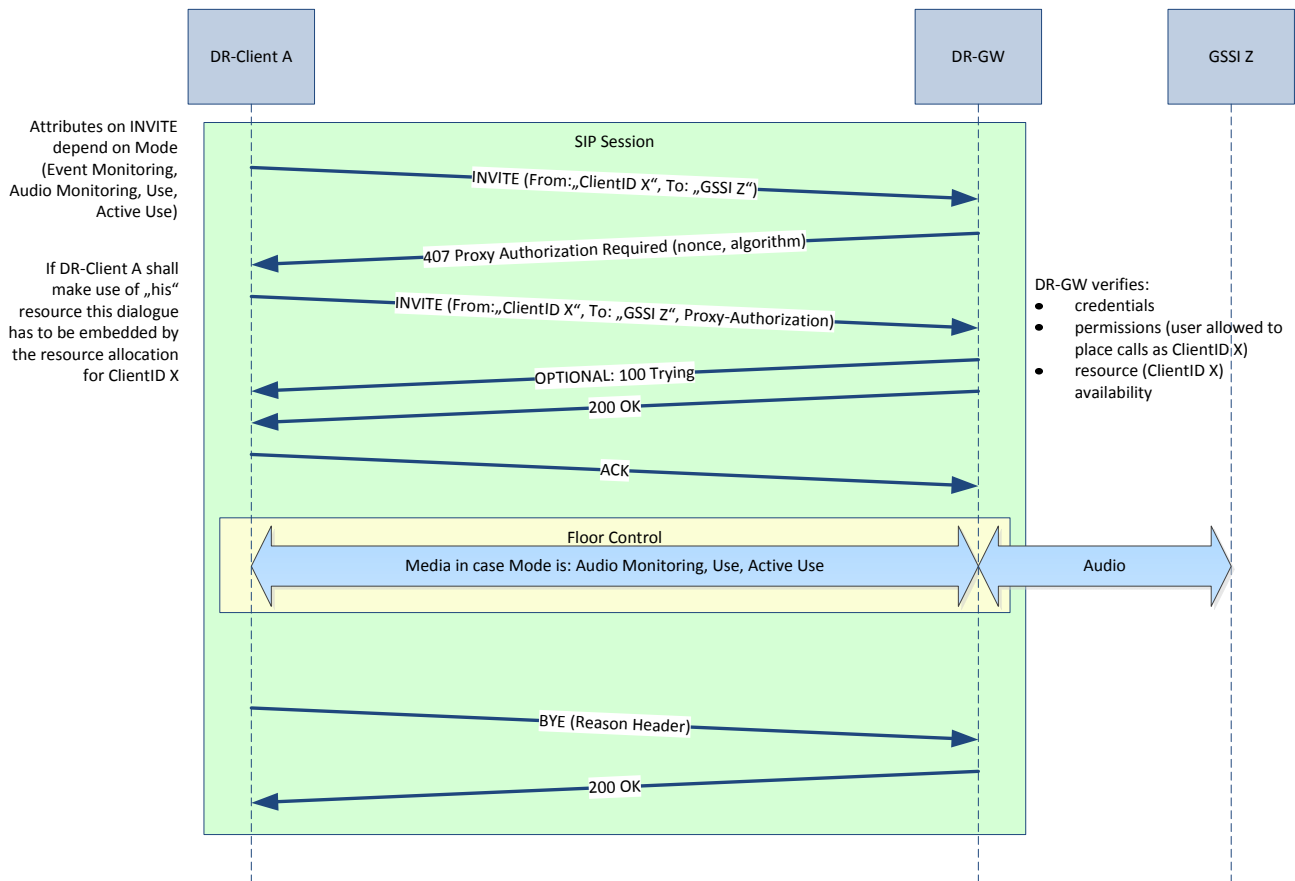 DR-Client A
DR-GW
GSSI Z
Attributes on INVITE
depend on Mode
(Event Monitoring,
Audio Monitoring, Use,
Active Use)
SIP Session
INVITE (From:„ClientID X“, To: „GSSI Z“)
407 Proxy Authorization Required (nonce, algorithm)
If DR-Client A shall
make use of „his“
resource this dialogue
has to be embedded by
the resource allocation
for ClientID X
INVITE (From:„ClientID X“, To: „GSSI Z“, Proxy-Authorization)
DR-GW verifies:
• credentials
• permissions (user allowed to
place calls as ClientID X)
• resource (ClientID X)
availability
OPTIONAL: 100 Trying
200 OK
ACK
Floor Control
Media in case Mode is: Audio Monitoring, Use, Active Use
Audio
BYE (Reason Header)
200 OK